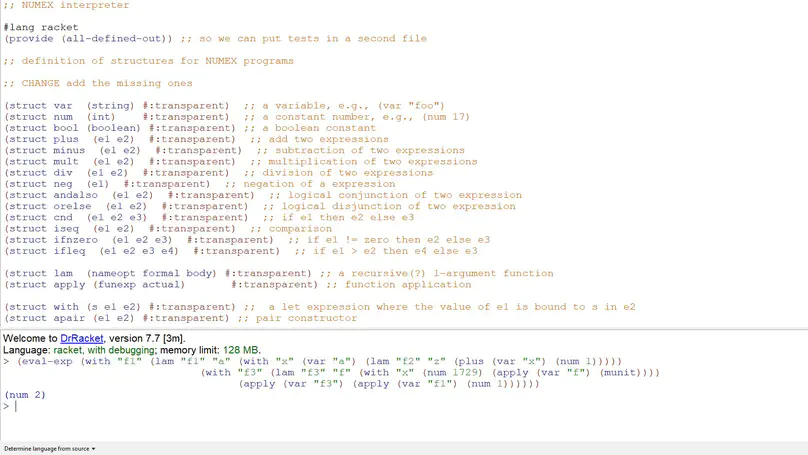 ;; NUMEX interpreter
#lang racket
(provide (all-defined-out)) ;; so we can put tests in a second file
;; definition of structures for NUMEX programs
;; CHANGE add the missing ones
(struct var (string) #:transparent) ;; a variable, e.g., (var "foo")
(struct num (int) #:transparent) ;; a constant number, e.g., (num 17)
(struct bool (boolean) #:transparent) ;; a boolean constant
(struct plus (e1 e2) #:transparent) ;; add two expressions
(struct minus (e1 e2) #:transparent) ;; subtraction of two expressions
(struct mult (e1 e2) #:transparent) ;; multiplication of two expressions
(struct div (e1 e2) #:transparent) ;; division of two expressions
(struct neg (e1) #:transparent) ;; negation of a expression
(struct andalso (e1 e2) #:transparent) ;; logical conjunction of two expression
(struct orelse (e1 e2) #:transparent) ;; logical disjunction of two expression
(struct cnd (e1 e2 e3) #:transparent) ;; if e1 then e2 else e3
(struct iseq (e1 e2) #:transparent) ;; comparison
(struct ifnzero (e1 e2 e3) #:transparent) ;; if e1 != zero then e2 else e3
(struct ifleq (e1 e2 e3 e4) #:transparent) ;; if e1 > e2 then e4 else e3
(struct lam (nameopt formal body) #:transparent) ;; a recursive(?) 1-argument function
(struct apply (funexp actual) #:transparent) ;; function application
(struct with (s e1 e2) #:transparent) ;; a let expression where the value of e1 is bound to s in e2
(struct apair (e1 e2) #:transparent) ;; pair constructor
Welcome to DrRacket, version 7.7 [3m].
Language: racket, with debugging; memory limit: 128 MB.
> (eval-exp (with "f1" (lam "f1" "a" (with "x" (var "a") (lam "f2" "z" (plus (var "x") (num 1)))))
(with "f3" (lam "f3" "f" (with "x" (num 1729) (apply (var "f") (munit))))
(apply (var "f3") (apply (var "f1") (num 1))))))
(num 2)
>
Determine language from source